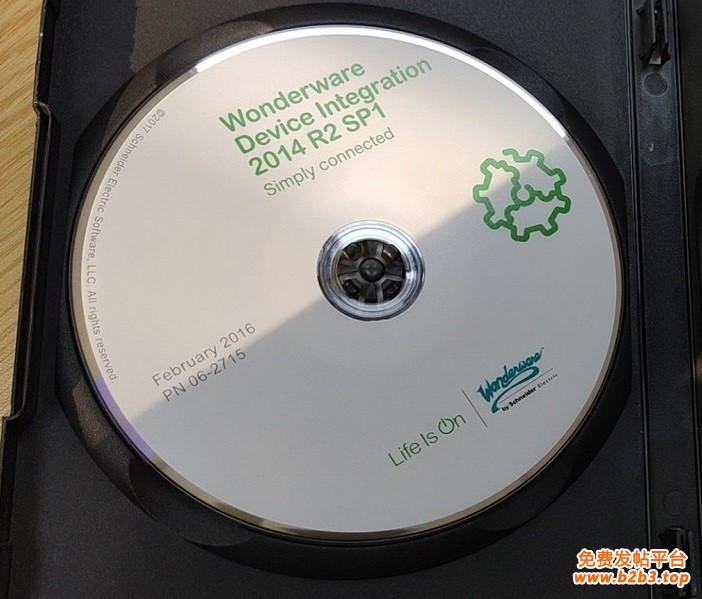 Wonderware
Device Integration
2014 R2 SP1
Simply connected
©2017 Schneider Electric Software, LLC. All rights reserved.
February 2016
PN 06-2715
Life Is On
Wonderware
by Schneider Electric
免费发帖平台
www.b2b3.top